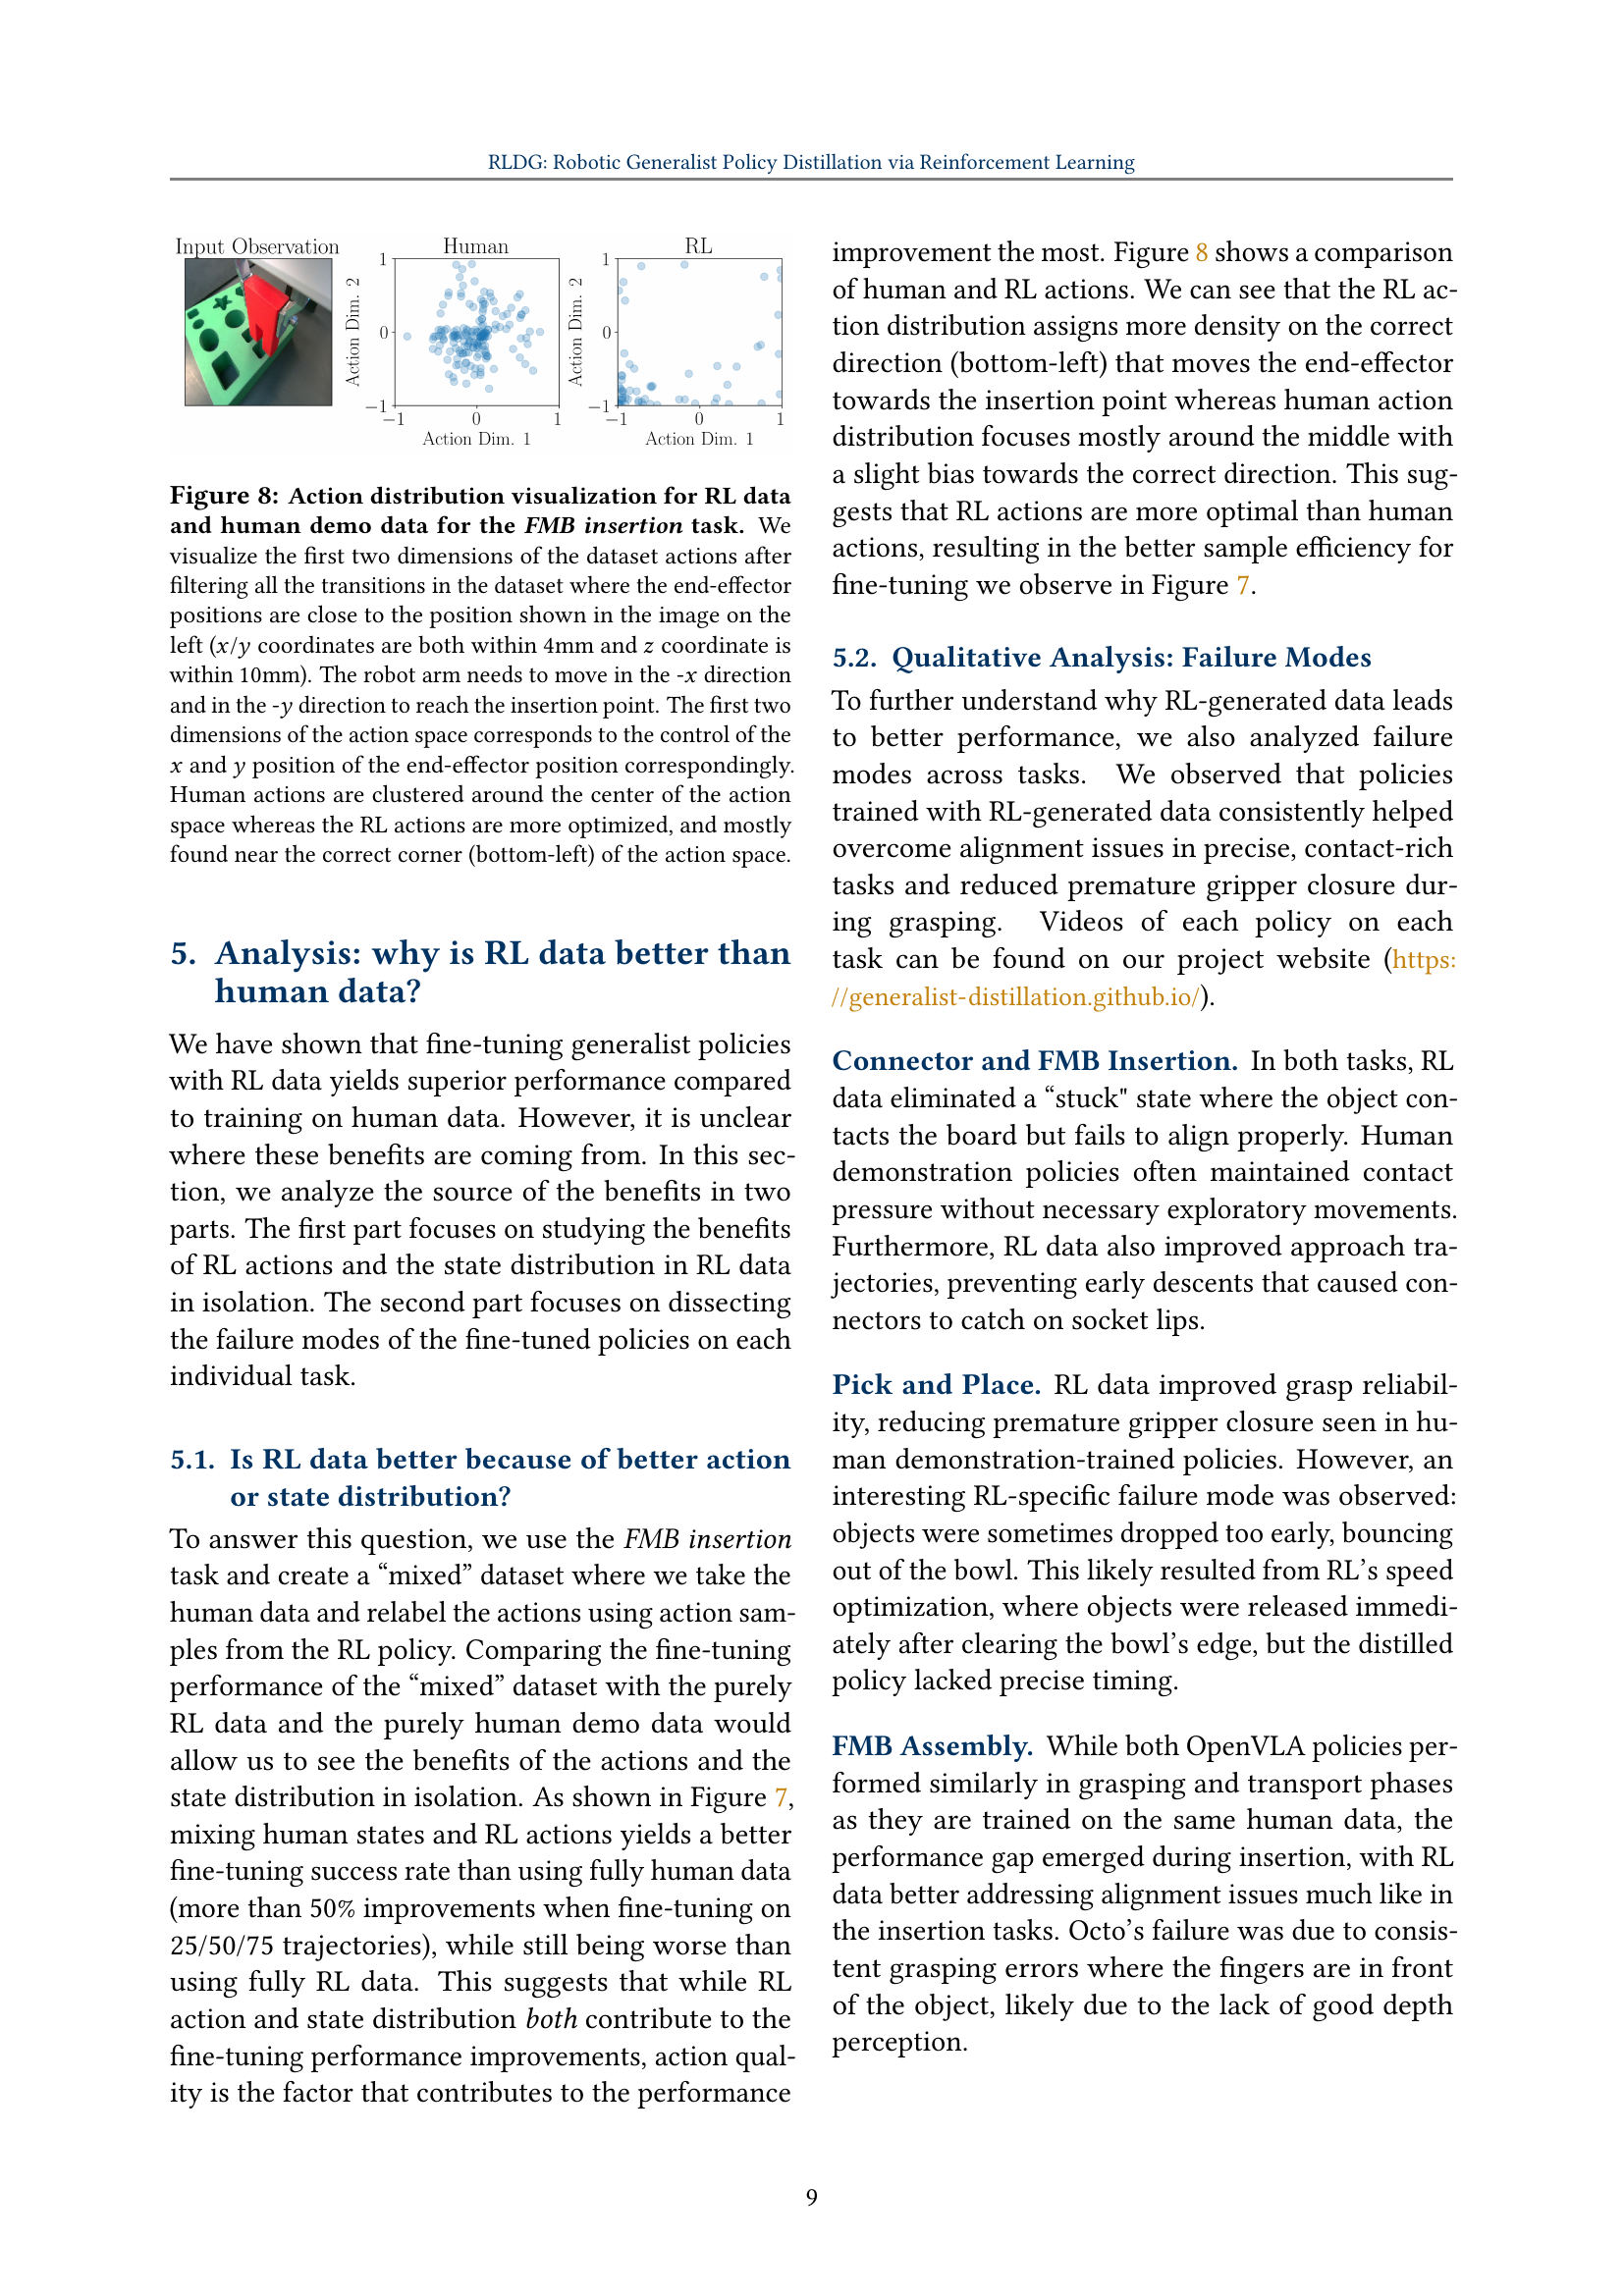 RLDG: Robotic Generalist Policy Distillation via Reinforcement Learning
Input Observation
Human
RL
1
0
−1
−1
0
1
Action Dim. 2
Action Dim. 1
1
0
−1
−1
0
1
Action Dim. 2
Action Dim. 1
Figure 8: Action distribution visualization for RL data
and human demo data for the FMB insertion task. We
visualize the first two dimensions of the dataset actions after
filtering all the transitions in the dataset where the end-effector
positions are close to the position shown in the image on the
left (x/y coordinates are both within 4mm and z coordinate is
within 10mm). The robot arm needs to move in the -x direction
and in the -y direction to reach the insertion point. The first two
dimensions of the action space corresponds to the control of the
x and y position of the end-effector position correspondingly.
Human actions are clustered around the center of the action
space whereas the RL actions are more optimized, and mostly
found near the correct corner (bottom-left) of the action space.
5. Analysis: why is RL data better than
human data?
We have shown that fine-tuning generalist policies
with RL data yields superior performance compared
to training on human data. However, it is unclear
where these benefits are coming from. In this sec-
tion, we analyze the source of the benefits in two
parts. The first part focuses on studying the benefits
of RL actions and the state distribution in RL data
in isolation. The second part focuses on dissecting
the failure modes of the fine-tuned policies on each
individual task.
5.1. Is RL data better because of better action
or state distribution?
To answer this question, we use the FMB insertion
task and create a “mixed” dataset where we take the
human data and relabel the actions using action sam-
ples from the RL policy. Comparing the fine-tuning
performance of the “mixed” dataset with the purely
RL data and the purely human demo data would
allow us to see the benefits of the actions and the
state distribution in isolation. As shown in Figure 7,
mixing human states and RL actions yields a better
fine-tuning success rate than using fully human data
(more than 50% improvements when fine-tuning on
25/50/75 trajectories), while still being worse than
using fully RL data. This suggests that while RL
action and state distribution both contribute to the
fine-tuning performance improvements, action qual-
ity is the factor that contributes to the performance
improvement the most. Figure 8 shows a comparison
of human and RL actions. We can see that the RL ac-
tion distribution assigns more density on the correct
direction (bottom-left) that moves the end-effector
towards the insertion point whereas human action
distribution focuses mostly around the middle with
a slight bias towards the correct direction. This sug-
gests that RL actions are more optimal than human
actions, resulting in the better sample efficiency for
fine-tuning we observe in Figure 7.
5.2. Qualitative Analysis: Failure Modes
To further understand why RL-generated data leads
to better performance, we also analyzed failure
modes across tasks. We observed that policies
trained with RL-generated data consistently helped
overcome alignment issues in precise, contact-rich
tasks and reduced premature gripper closure dur-
ing grasping. Videos of each policy on each
task can be found on our project website (https:
//generalist-distillation.github.io/).
Connector and FMB Insertion. In both tasks, RL
data eliminated a “stuck" state where the object con-
tacts the board but fails to align properly. Human
demonstration policies often maintained contact
pressure without necessary exploratory movements.
Furthermore, RL data also improved approach tra-
jectories, preventing early descents that caused con-
nectors to catch on socket lips.
Pick and Place. RL data improved grasp reliabil-
ity, reducing premature gripper closure seen in hu-
man demonstration-trained policies. However, an
interesting RL-specific failure mode was observed:
objects were sometimes dropped too early, bouncing
out of the bowl. This likely resulted from RL’s speed
optimization, where objects were released immedi-
ately after clearing the bowl’s edge, but the distilled
policy lacked precise timing.
FMB Assembly. While both OpenVLA policies per-
formed similarly in grasping and transport phases
as they are trained on the same human data, the
performance gap emerged during insertion, with RL
data better addressing alignment issues much like in
the insertion tasks. Octo’s failure was due to consis-
tent grasping errors where the fingers are in front
of the object, likely due to the lack of good depth
perception.
9